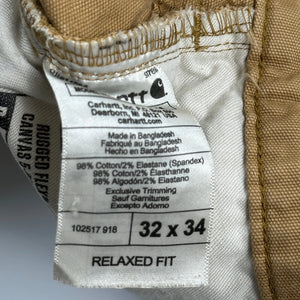 Carhartt, Inc.
Dearborn, MI 48121 USA
carhartt.com
Made in Bangladesh
Fabriqué au Bangladesh
Hecho en Bangladesh
98% Cotton/2% Elastane (Spandex)
98% Coton/2% Élasthanne
98% Algodón/2% Elastano
Exclusive Trimming
Sauf Garnitures
Excepto Adorno
102517 918
32 x 34
RELAXED FIT
RUGGED FLEX
CANVAS